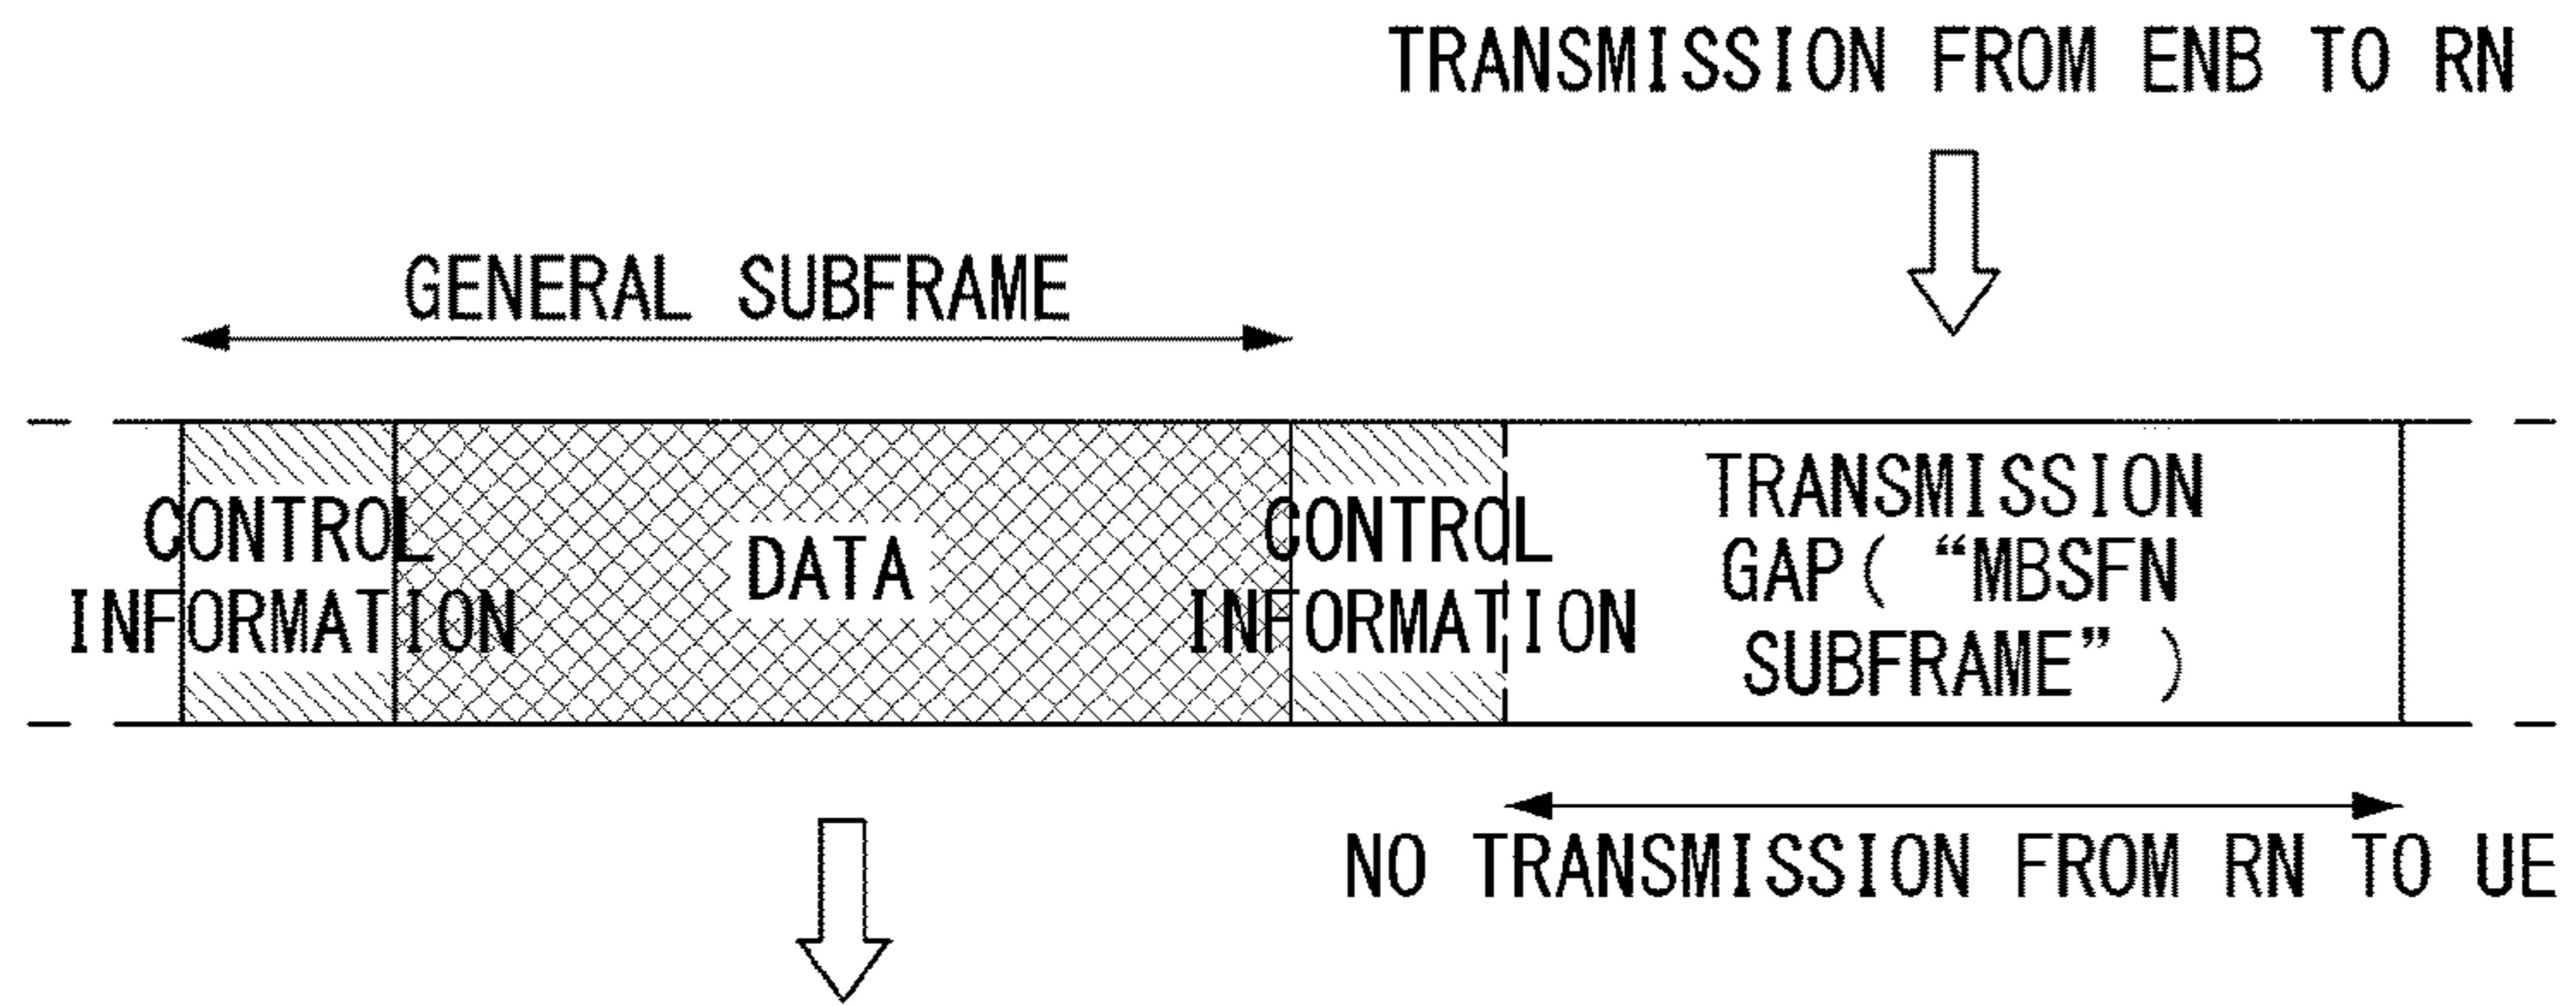 TRANSMISSION FROM ENB TO RN
GENERAL SUBFRAME
CONTROL
INFORMATION
DATA
CONTROL
INFORMATION
TRANSMISSION
GAP( “MBSFN
SUBFRAME” )
NO TRANSMISSION FROM RN TO UE